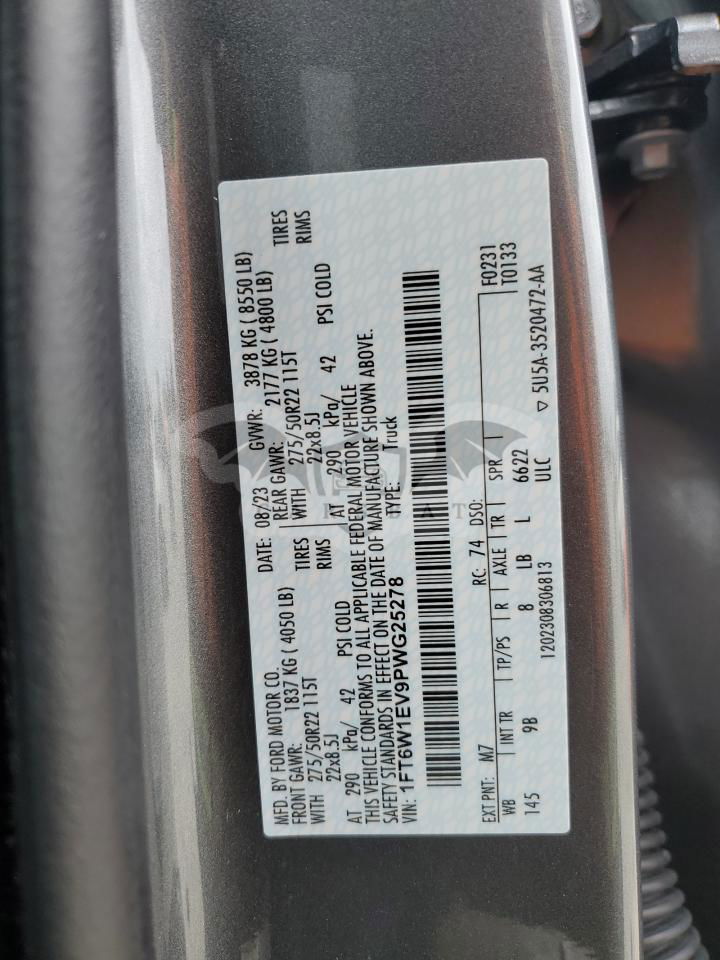 MFD. BY FORD MOTOR CO. DATE: 08/23 GVWR: 3878 KG ( 8550 LB)
FRONT GAWR: 1837 KG ( 4050 LB) REAR GAWR: 2177 KG ( 4800 LB)
WITH 275/50R22 115T TIRES WITH 275/50R22 115T TIRES
22x8.5J RIMS 22x8.5J RIMS
AT 290 kPa/ 42 PSI COLD AT 290 kPa/ 42 PSI COLD
THIS VEHICLE CONFORMS TO ALL APPLICABLE FEDERAL MOTOR VEHICLE
SAFETY STANDARDS IN EFFECT ON THE DATE OF MANUFACTURE SHOWN ABOVE.
VIN: 1FT6W1EV9PWG25278 TYPE: Truck
EXT PNT: M7 RC: 74 DSO: F0231
WB INT TR TP/PS R AXLE TR SPR T0133
145 9B 8 LB L 6622
ULC
1202308306813 ▽ 5U5A-3520472-AA